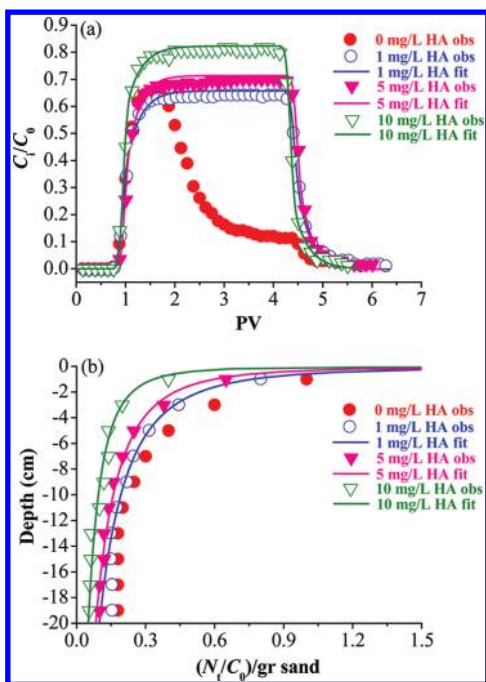 (a)
0.9
0.8
0.7
0.6
0.5
0.4
0.3
0.2
0.1
0.0
Ci/C0
0 mg/L HA obs
1 mg/L HA obs
1 mg/L HA fit
5 mg/L HA obs
5 mg/L HA fit
10 mg/L HA obs
10 mg/L HA fit
0 1 2 3 4 5 6 7
PV
(b)
0
-2
-4
-6
-8
-10
-12
-14
-16
-18
-20
Depth (cm)
0 mg/L HA obs
1 mg/L HA obs
1 mg/L HA fit
5 mg/L HA obs
5 mg/L HA fit
10 mg/L HA obs
10 mg/L HA fit
0.0 0.3 0.6 0.9 1.2 1.5
(Nt/C0)/gr sand